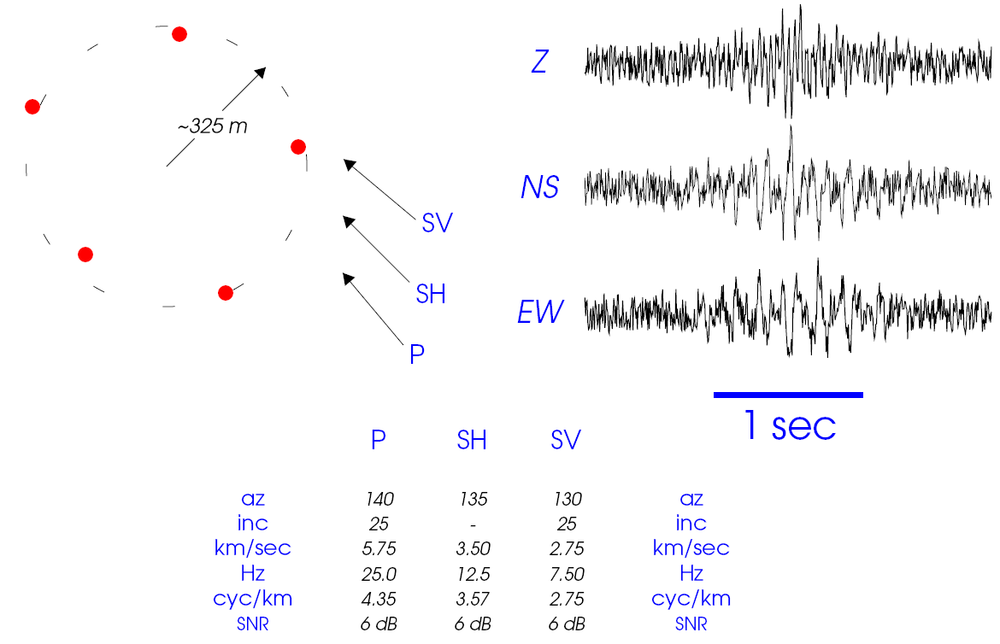 ~325 m
SV
SH
P
Z
NS
EW
1 sec
P SH SV
az 140 135 130 az
inc 25 - 25 inc
km/sec 5.75 3.50 2.75 km/sec
Hz 25.0 12.5 7.50 Hz
cyc/km 4.35 3.57 2.75 cyc/km
SNR 6 dB 6 dB 6 dB SNR